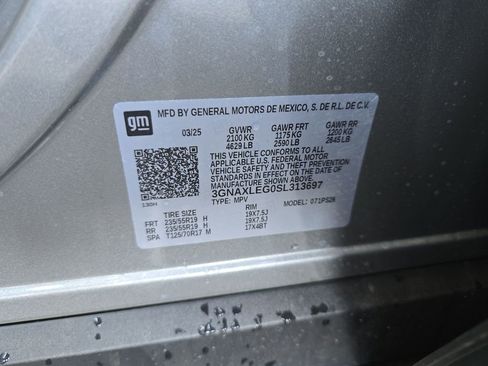 gm
MFD BY GENERAL MOTORS DE MEXICO, S. DE R.L. DE C.V.
03/25 GVWR GAWR FRT GAWR RR
2100 KG 1175 KG 1200 KG
4629 LB 2590 LB 2645 LB
THIS VEHICLE CONFORMS TO ALL
APPLICABLE U.S. FEDERAL MOTOR
VEHICLE SAFETY AND THEFT PREVENTION
STANDARDS IN EFFECT ON THE DATE OF
MANUFACTURE SHOWN ABOVE.
3GNAXLEG0SL313697
TYPE: MPV MODEL: 071PS26
TIRE SIZE RIM
FRT 235/55R19 H 19X7.5J
RR 235/55R19 H 19X7.5J
SPA T125/70R17 M 17X4BT